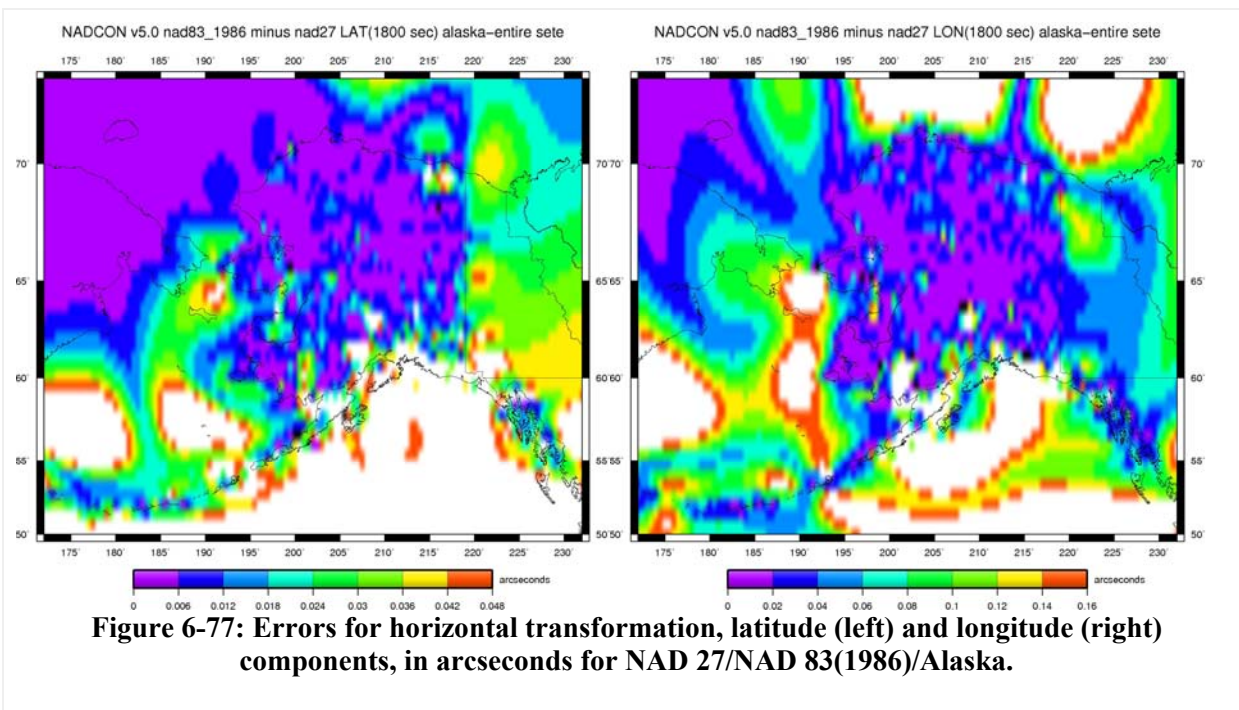 NADCON v5.0 nad83_1986 minus nad27 LAT(1800 sec) alaska-entire sete
NADCON v5.0 nad83_1986 minus nad27 LON(1800 sec) alaska-entire sete
175˚ 180˚ 185˚ 190˚ 195˚ 200˚ 205˚ 210˚ 215˚ 220˚ 225˚ 230˚
175˚ 180˚ 185˚ 190˚ 195˚ 200˚ 205˚ 210˚ 215˚ 220˚ 225˚ 230˚
70˚ 70˚70˚ 70˚
65˚ 65˚65˚ 65˚
60˚ 60˚60˚ 60˚
55˚ 55˚55˚ 55˚
50˚ 50˚50˚ 50˚
175˚ 180˚ 185˚ 190˚ 195˚ 200˚ 205˚ 210˚ 215˚ 220˚ 225˚ 230˚
175˚ 180˚ 185˚ 190˚ 195˚ 200˚ 205˚ 210˚ 215˚ 220˚ 225˚ 230˚
arcseconds
0 0.006 0.012 0.018 0.024 0.030 0.036 0.042 0.048
arcseconds
0 0.02 0.04 0.06 0.08 0.1 0.12 0.14 0.16
Figure 6-77: Errors for horizontal transformation, latitude (left) and longitude (right)
components, in arcseconds for NAD 27/NAD 83(1986)/Alaska.